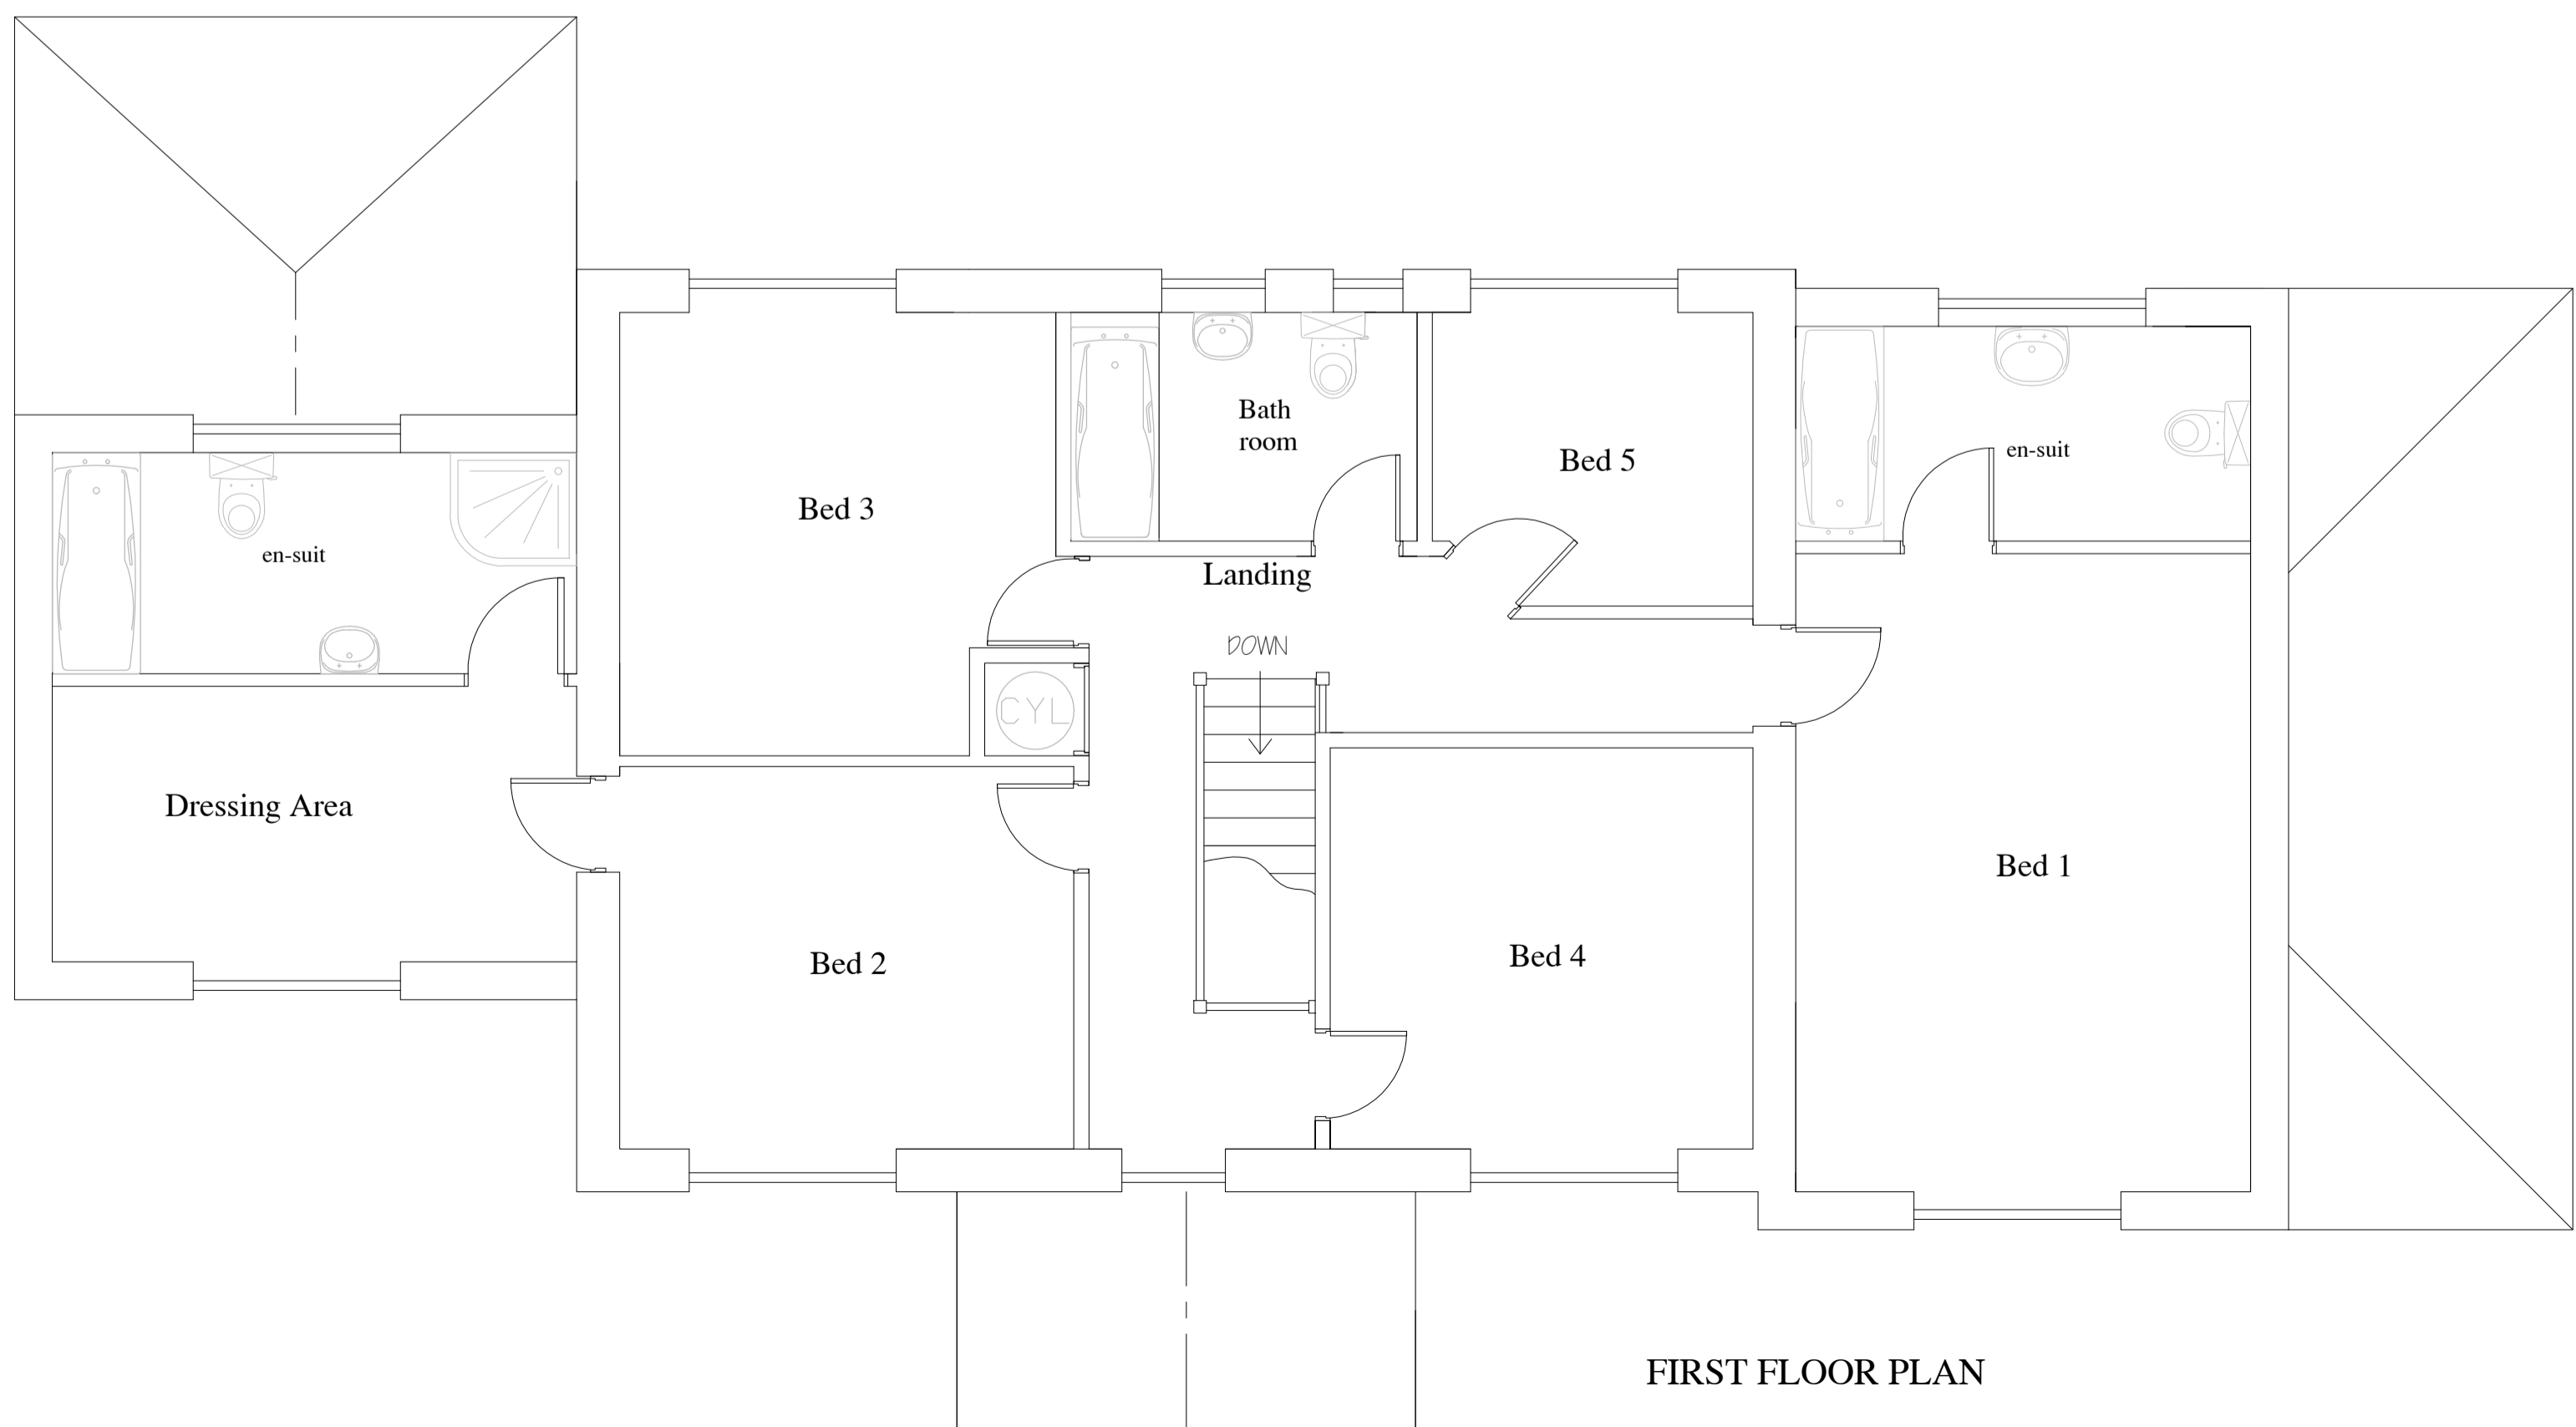 Bath
room
en-suit
Bed 5
Bed 3
en-suit
Landing
DOWN
CYL
Dressing Area
Bed 1
Bed 4
Bed 2
FIRST FLOOR PLAN